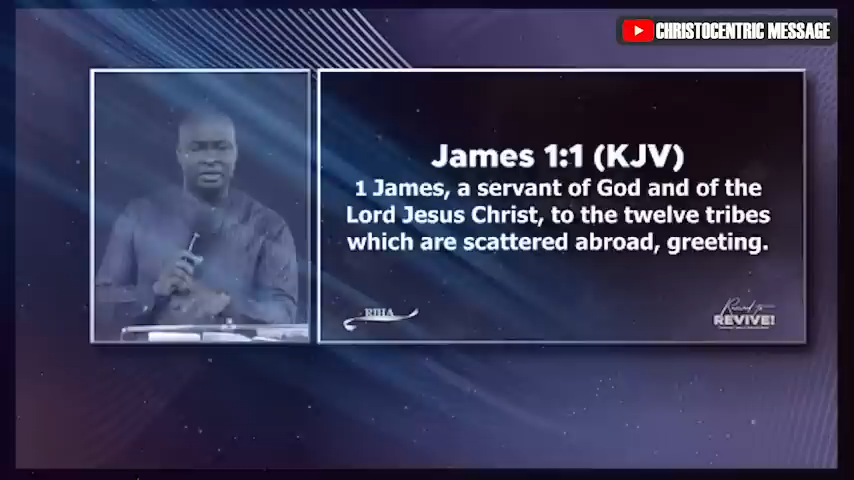 CHRISTOCENTRIC MESSAGE
James 1:1 (KJV)
1 James, a servant of God and of the
Lord Jesus Christ, to the twelve tribes
which are scattered abroad, greeting.
REVIVE!